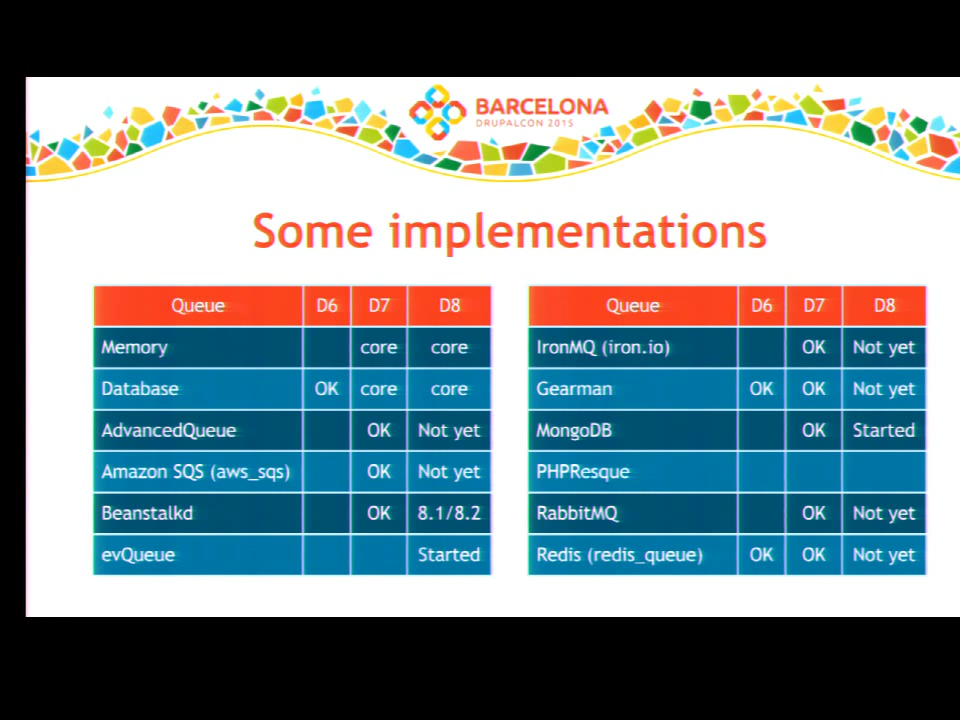 BARCELONA
DRUPALCON 2015
Some implementations
Queue D6 D7 D8
Memory core core
Database OK core core
AdvancedQueue OK Not yet
Amazon SQS (aws_sqs) OK Not yet
Beanstalkd OK 8.1/8.2
evQueue Started
Queue D6 D7 D8
IronMQ (iron.io) OK Not yet
Gearman OK OK Not yet
MongoDB OK Started
PHPResque
RabbitMQ OK Not yet
Redis (redis_queue) OK OK Not yet